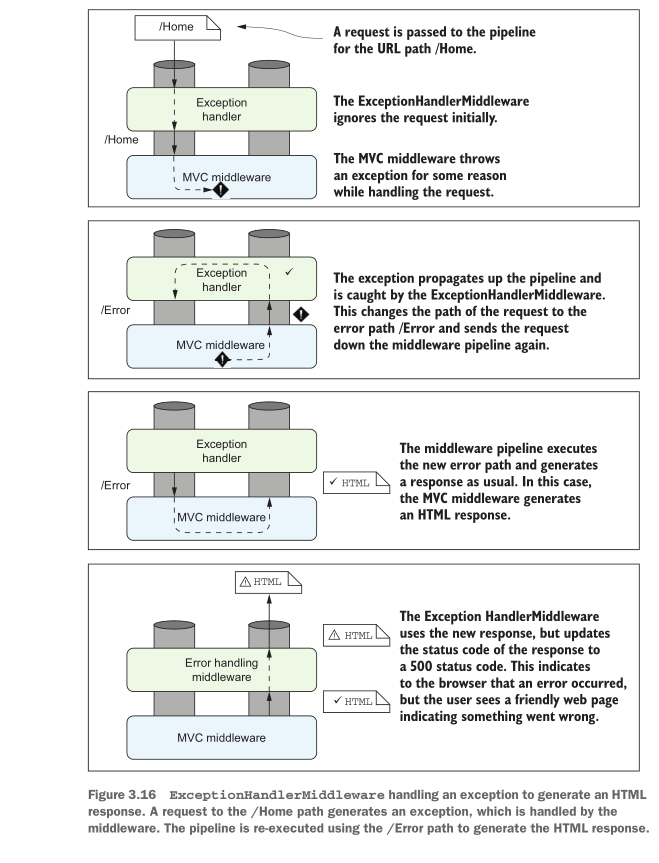 /Home
A request is passed to the pipeline
for the URL path /Home.
Exception
handler
The ExceptionHandlerMiddleware
ignores the request initially.
/Home
MVC middleware
The MVC middleware throws
an exception for some reason
while handling the request.
Exception
handler
/Error
MVC middleware
The exception propagates up the pipeline and
is caught by the ExceptionHandlerMiddleware.
This changes the path of the request to the
error path /Error and sends the request
down the middleware pipeline again.
Exception
handler
/Error
MVC middleware
HTML
The middleware pipeline executes
the new error path and generates
a response as usual. In this case,
the MVC middleware generates
an HTML response.
HTML
Error handling
middleware
MVC middleware
HTML
HTML
The Exception HandlerMiddleware
uses the new response, but updates
the status code of the response to
a 500 status code. This indicates
to the browser that an error occurred,
but the user sees a friendly web page
indicating something went wrong.
Figure 3.16 ExceptionHandlerMiddleware handling an exception to generate an HTML
response. A request to the /Home path generates an exception, which is handled by the
middleware. The pipeline is re-executed using the /Error path to generate the HTML response.